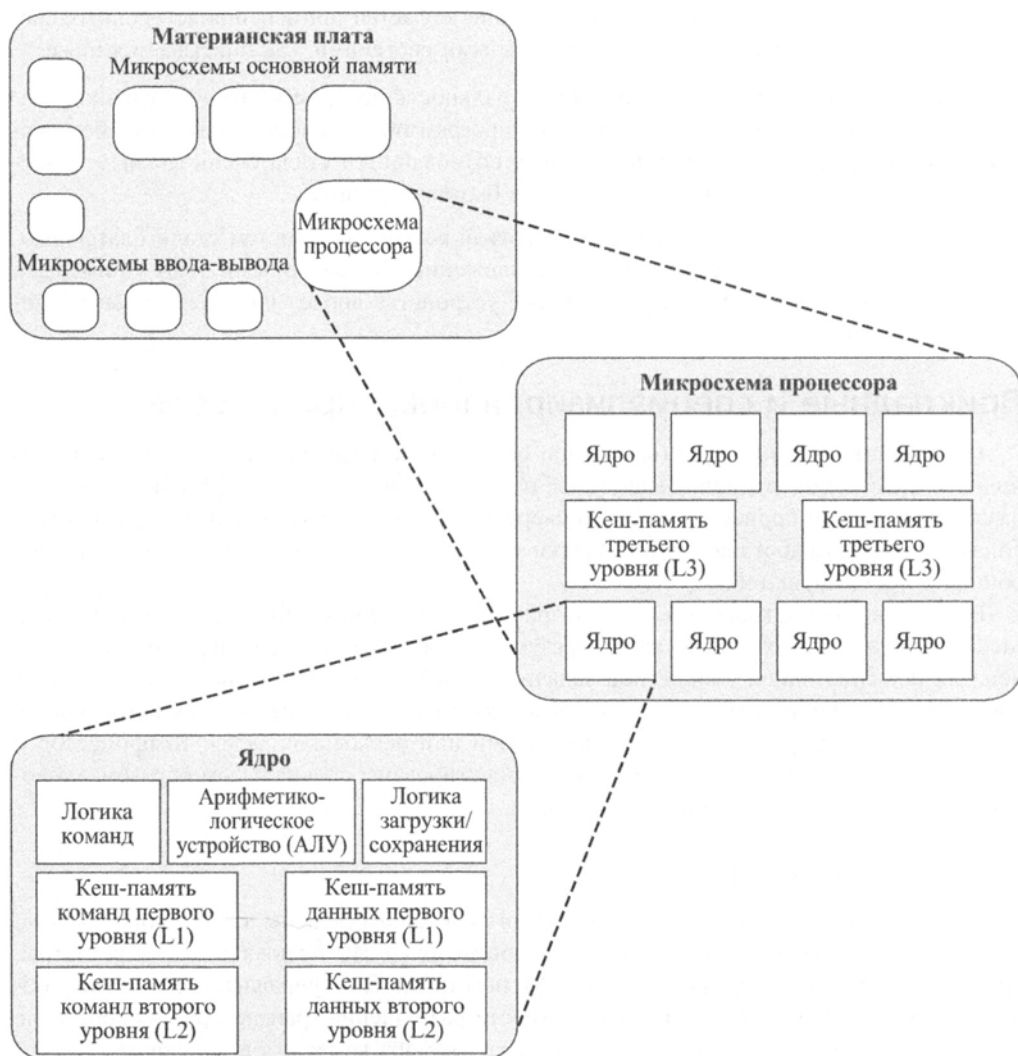 Материнская плата
Микросхемы основной памяти
Микросхема
процессора
Микросхемы ввода-вывода
Микросхема процессора
Ядро
Ядро
Ядро
Ядро
Кеш-память
третьего
уровня (L3)
Кеш-память
третьего
уровня (L3)
Ядро
Ядро
Ядро
Ядро
Ядро
Логика
команд
Арифметико-
логическое
устройство (АЛУ)
Логика
загрузки/
сохранения
Кеш-память
команд первого
уровня (L1)
Кеш-память
данных первого
уровня (L1)
Кеш-память
команд второго
уровня (L2)
Кеш-память
данных второго
уровня (L2)